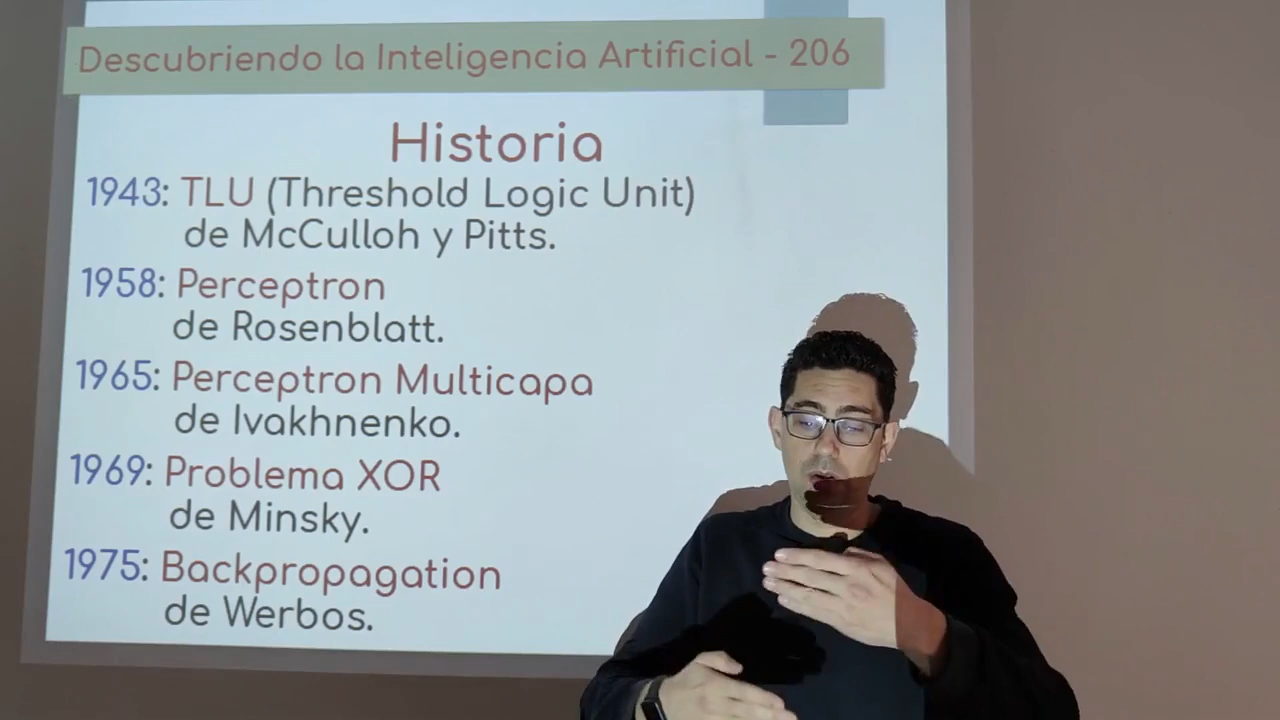 Descubriendo la Inteligencia Artificial - 206
Historia
1943: TLU (Threshold Logic Unit)
de McCulloh y Pitts.
1958: Perceptron
de Rosenblatt.
1965: Perceptron Multicapa
de Ivakhnenko.
1969: Problema XOR
de Minsky.
1975: Backpropagation
de Werbos.